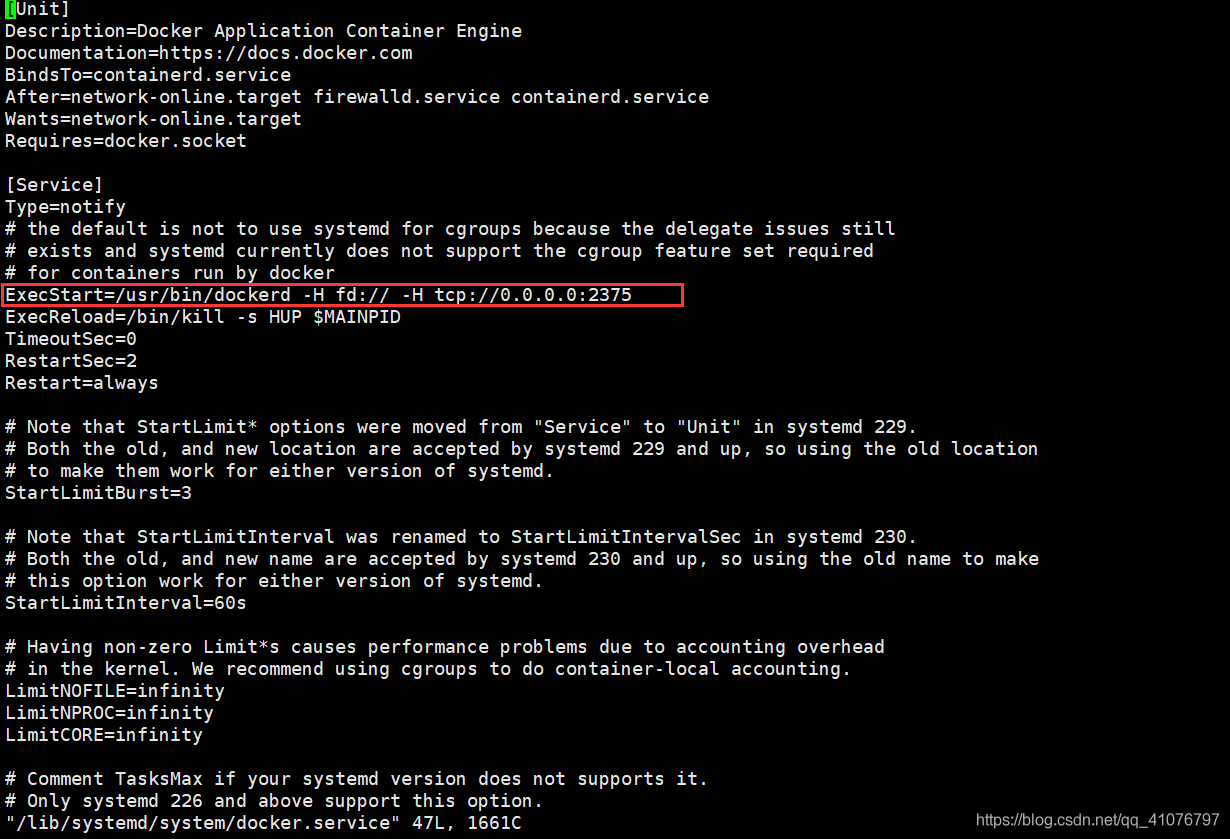 [Unit]
Description=Docker Application Container Engine
Documentation=https://docs.docker.com
BindsTo=containerd.service
After=network-online.target firewalld.service containerd.service
Wants=network-online.target
Requires=docker.socket
[Service]
Type=notify
# the default is not to use systemd for cgroups because the delegate issues still
# exists and systemd currently does not support the cgroup feature set required
# for containers run by docker
ExecStart=/usr/bin/dockerd -H fd:// -H tcp://0.0.0.0:2375
ExecReload=/bin/kill -s HUP $MAINPID
TimeoutSec=0
RestartSec=2
Restart=always
# Note that StartLimit* options were moved from "Service" to "Unit" in systemd 229.
# Both the old, and new location are accepted by systemd 229 and up, so using the old location
# to make them work for either version of systemd.
StartLimitBurst=3
# Note that StartLimitInterval was renamed to StartLimitIntervalSec in systemd 230.
# Both the old, and new name are accepted by systemd 230 and up, so using the old name to make
# this option work for either version of systemd.
StartLimitInterval=60s
# Having non-zero Limit*s causes performance problems due to accounting overhead
# in the kernel. We recommend using cgroups to do container-local accounting.
LimitNOFILE=infinity
LimitNPROC=infinity
LimitCORE=infinity
# Comment TasksMax if your systemd version does not supports it.
# Only systemd 226 and above support this option.
"/lib/systemd/system/docker.service" 47L, 1661C
https://blog.csdn.net/qq_41076797